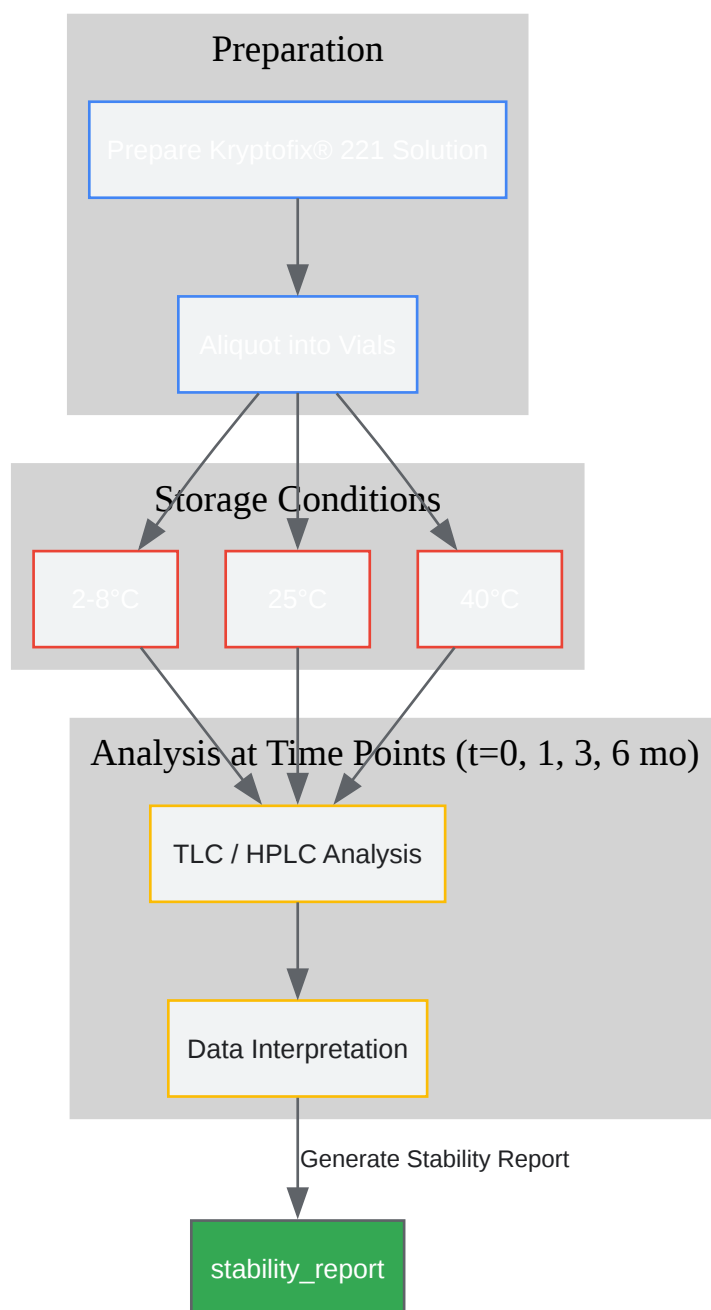 Preparation
Prepare Kryptofix® 221 Solution
Aliquot into Vials
Storage Conditions
2-8°C
25°C
40°C
Analysis at Time Points (t=0, 1, 3, 6 mo)
TLC / HPLC Analysis
Data Interpretation
Generate Stability Report
stability_report